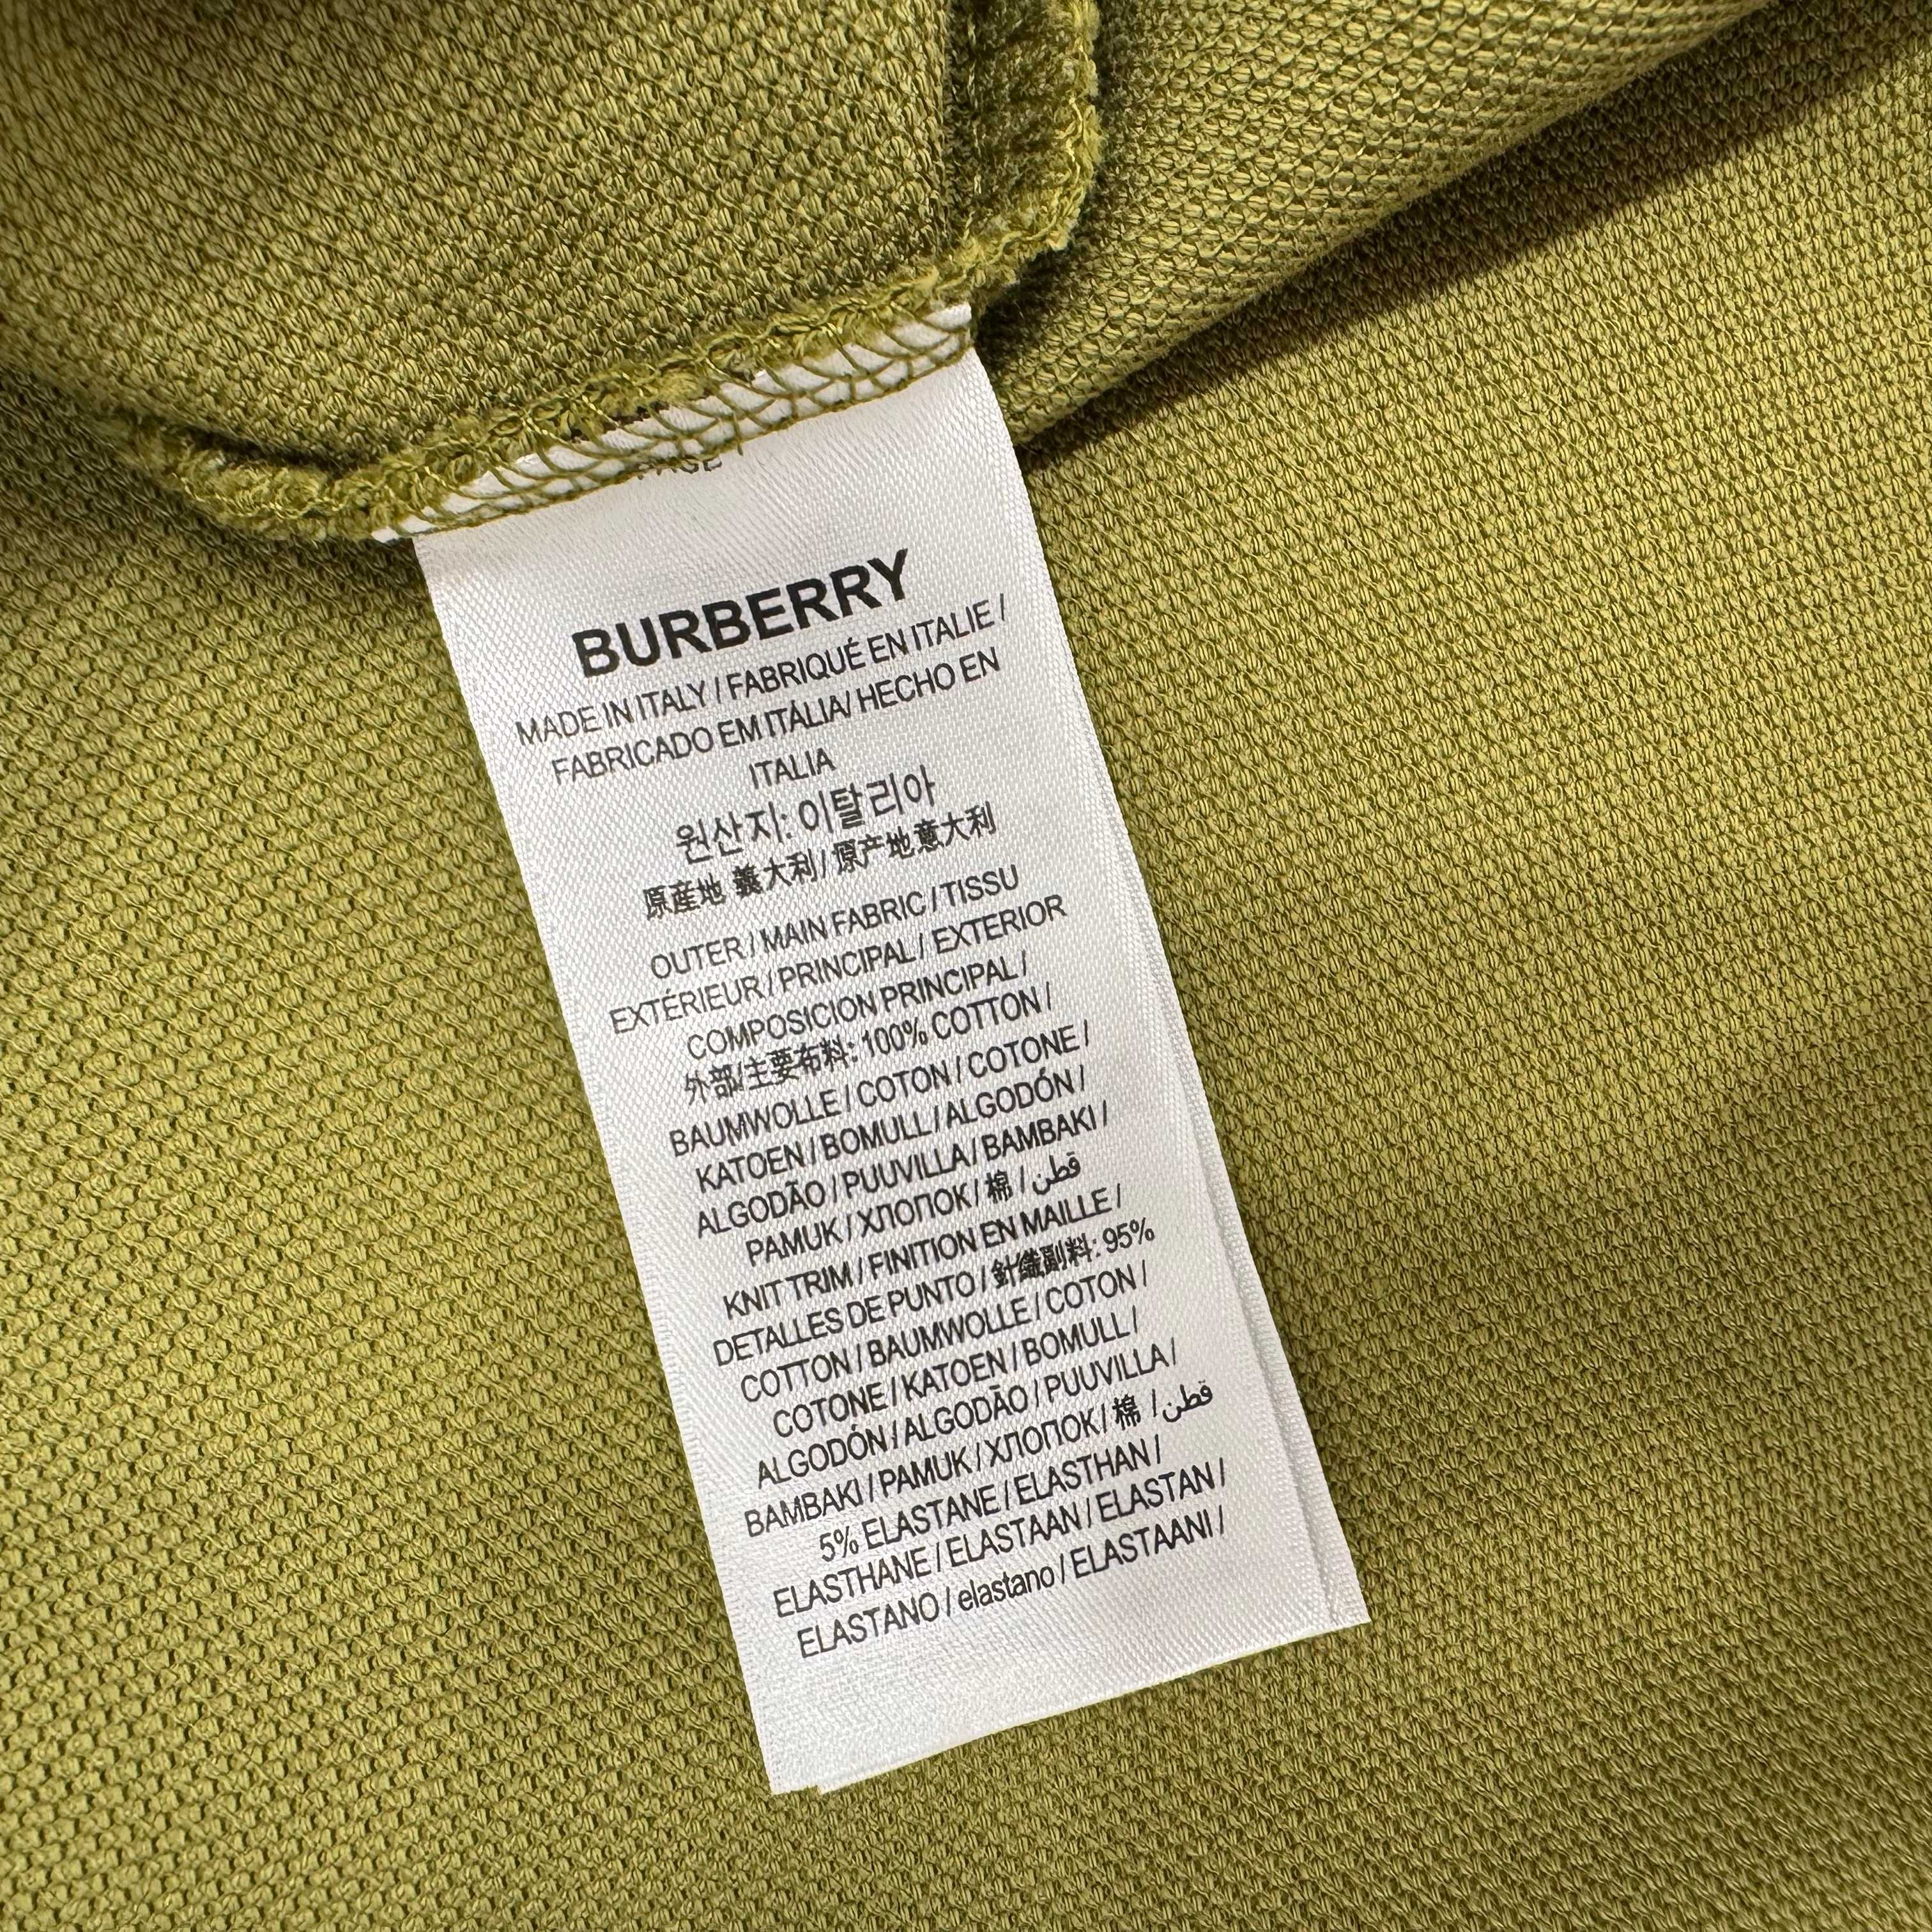 BURBERRY
MADE IN ITALY / FABRIQUÉ EN ITALIE /
FABRICADO EM ITÁLIA/ HECHO EN
ITALIA
원산지: 이탈리아
原産地 義大利/ 原产地意大利
OUTER / MAIN FABRIC / TISSU
EXTÉRIEUR / PRINCIPAL / EXTERIOR
COMPOSICION PRINCIPAL /
外部/主要布料: 100% COTTON /
BAUMWOLLE / COTON / COTONE /
KATOEN / BOMULL / ALGODÓN /
ALGODÃO / PUUVILLA / BAMBAKI /
PAMUK / ХЛОПОК / 棉 / قطن
KNIT TRIM / FINITION EN MAILLE /
DETALLES DE PUNTO / 針織副料: 95%
COTTON / BAUMWOLLE / COTON /
COTONE / KATOEN / BOMULL /
ALGODÓN / ALGODÃO / PUUVILLA /
BAMBAKI / PAMUK / ХЛОПОК / 棉 / قطن
5% ELASTANE / ELASTHAN /
ELASTHANE / ELASTAAN / ELASTAN /
ELASTANO / elastano / ELASTAANI /